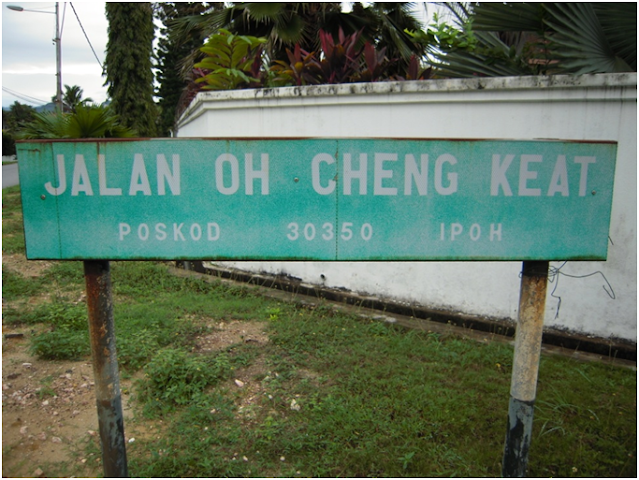 JALAN OH CHENG KEAT
POSKOD 30350 IPOH